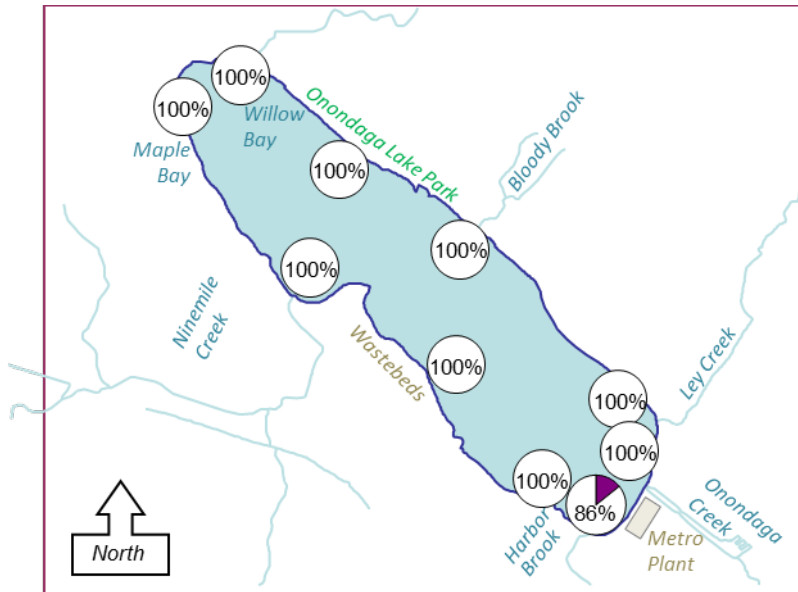 100%
100%
Willow
Bay
Maple
Bay
Onondaga Lake Park
100%
Bloody Brook
100%
100%
Ninemile
Creek
Wastebeds
100%
Ley Creek
100%
100%
100%
86%
Harbor
Brook
Onondaga
Creek
Metro
Plant
North